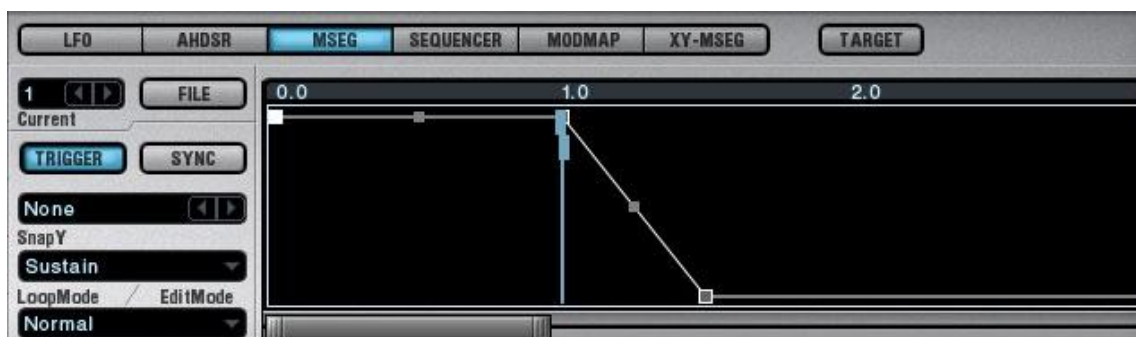 LFO AHDSR MSEG SEQUENCER MODMAP XY-MSEG TARGET
1 FILE 0.0 1.0 2.0
Current
TRIGGER SYNC
None
SnapY
Sustain
LoopMode / EditMode
Normal